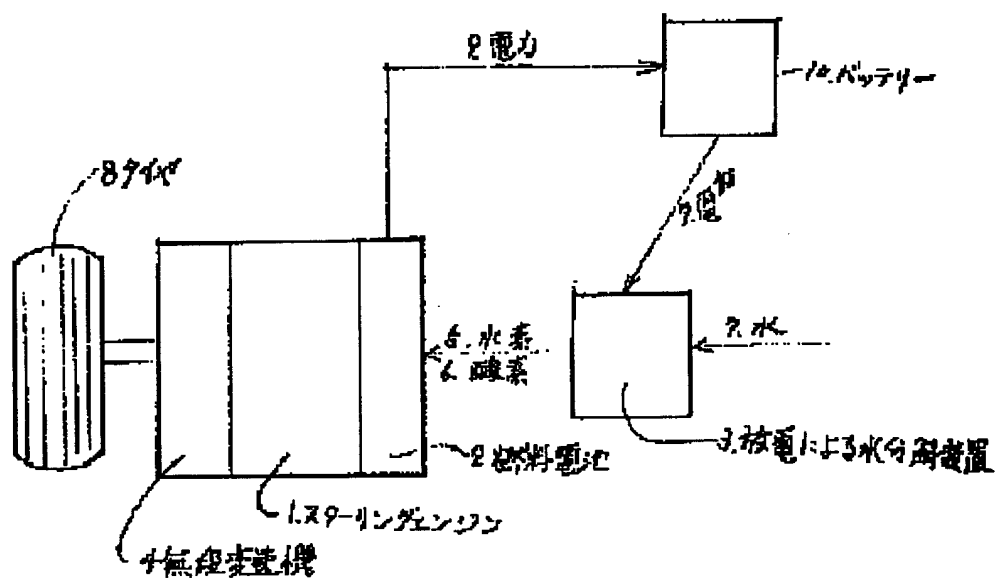 9電力
10.バッテリー
8タイヤ
9.電力
5.水素
6.酸素
7.水
3.放電による水分解装置
2燃料電池
1.スターリングエンジン
4無段変速機